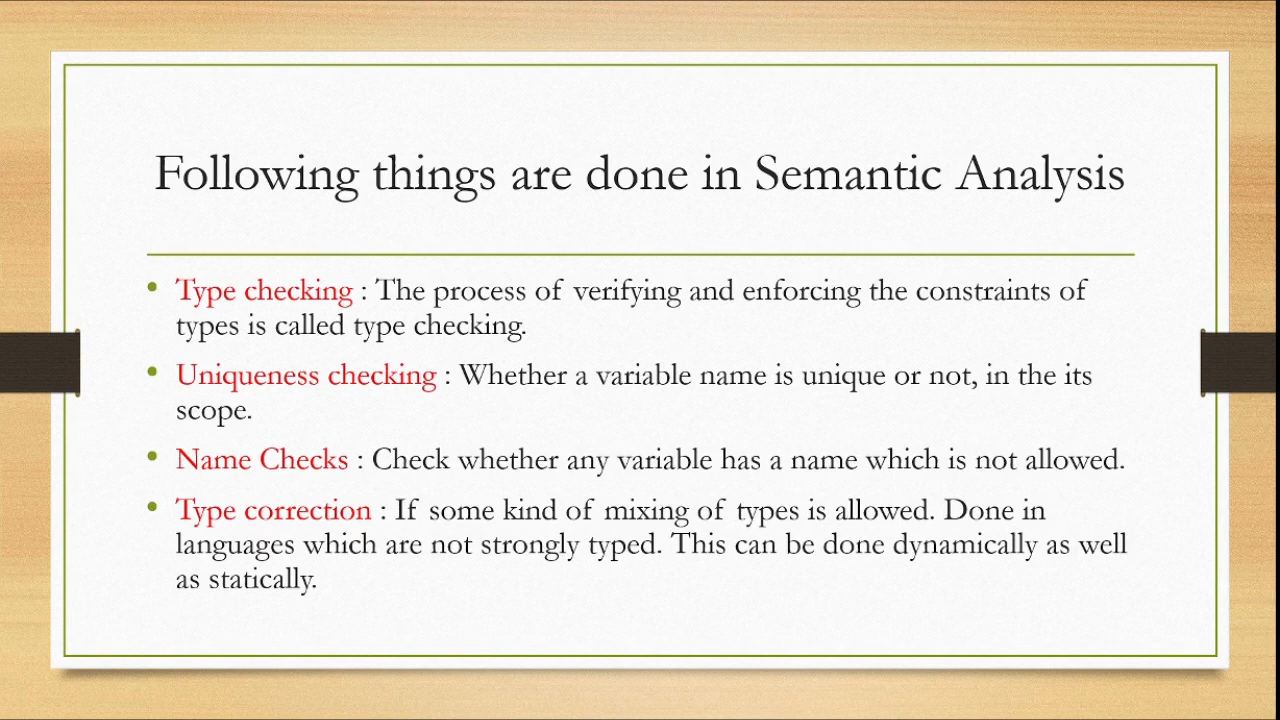 Following things are done in Semantic Analysis
• Type checking : The process of verifying and enforcing the constraints of
types is called type checking.
• Uniqueness checking : Whether a variable name is unique or not, in the its
scope.
• Name Checks : Check whether any variable has a name which is not allowed.
• Type correction : If some kind of mixing of types is allowed. Done in
languages which are not strongly typed. This can be done dynamically as well
as statically.